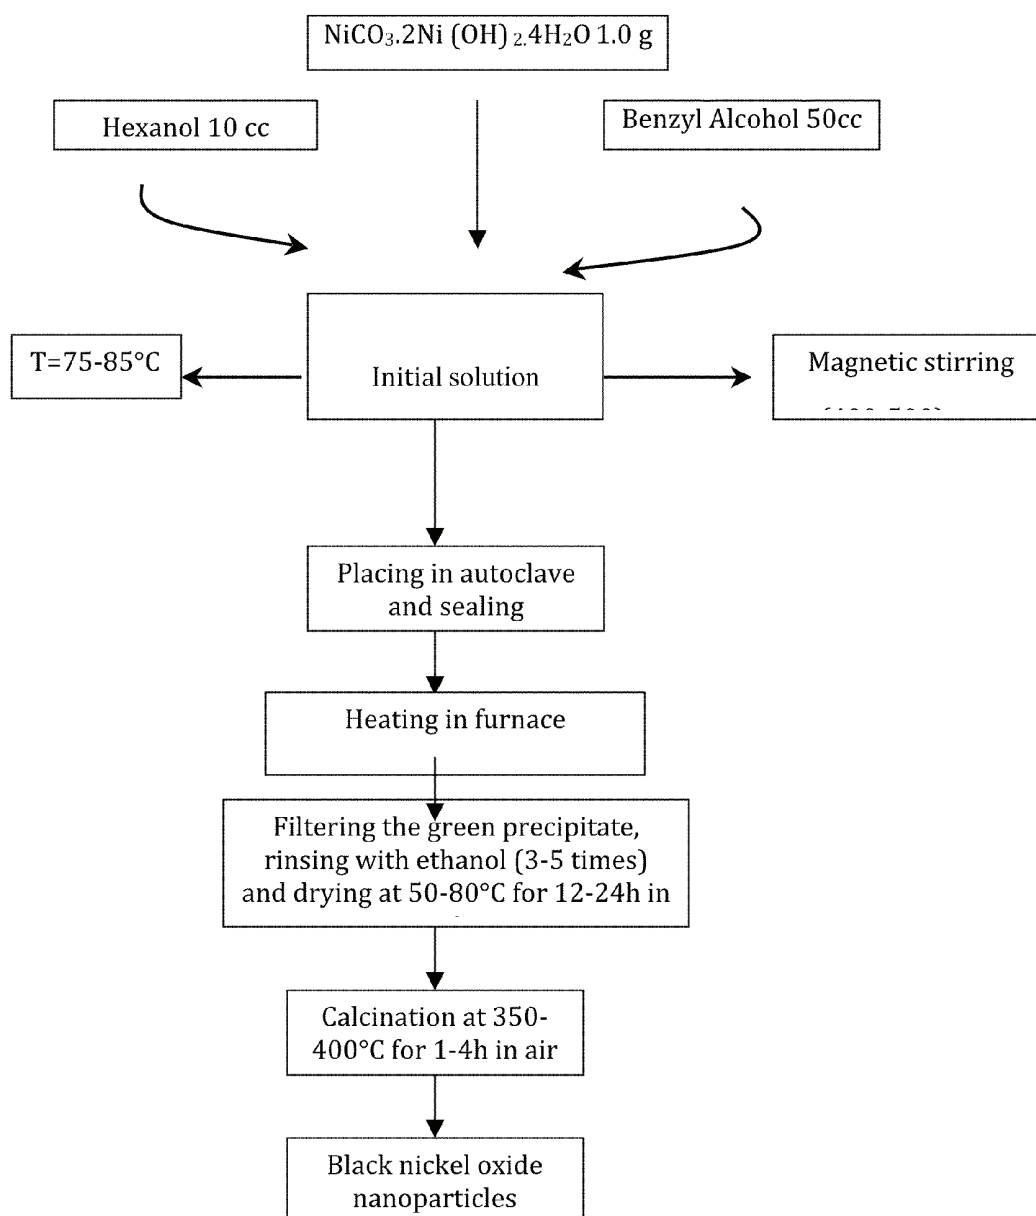 NiCO₃.2Ni (OH) ₂.4H₂O 1.0 g
Hexanol 10 cc
Benzyl Alcohol 50cc
T=75-85°C
Initial solution
Magnetic stirring
Placing in autoclave
and sealing
Heating in furnace
Filtering the green precipitate,
rinsing with ethanol (3-5 times)
and drying at 50-80°C for 12-24h in
Calcination at 350-
400°C for 1-4h in air
Black nickel oxide
nanoparticles